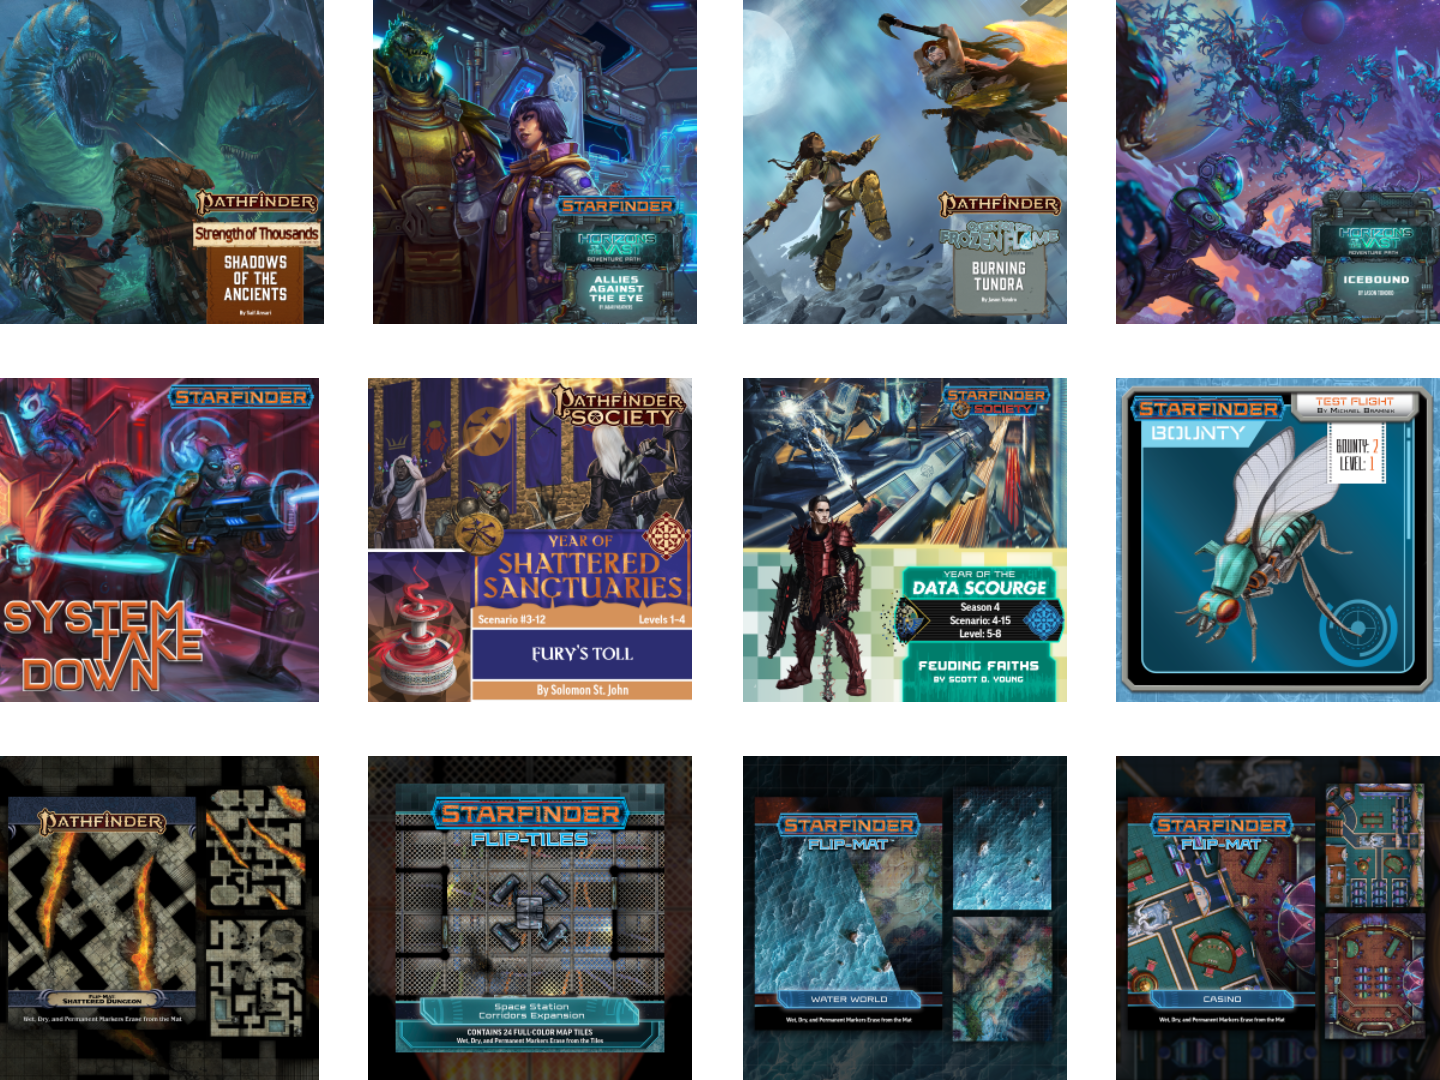 PATHFINDER
Strength of Thousands
SHADOWS
OF THE
ANCIENTS
By Saif Ansari
STARFINDER
HORIZONS
OF THE
VAST
ADVENTURE PATH
ALLIES
AGAINST
THE EYE
PATHFINDER
FROZEN FLAME
BURNING
TUNDRA
By Jason Tondro
HORIZONS
OF THE
VAST
ADVENTURE PATH
ICEBOUND
BY JASON TONDRO
STARFINDER
SYSTEM
TAKE
DOWN
PATHFINDER
SOCIETY
YEAR OF
SHATTERED
SANCTUARIES
Scenario #3-12 Levels 1-4
FURY'S TOLL
By Solomon St. John
STARFINDER
SOCIETY
YEAR OF THE
DATA SCOURGE
Season 4
Scenario: 4-15
Level: 5-8
FEUDING FAITHS
BY SCOTT D. YOUNG
STARFINDER
BOUNTY
TEST FLIGHT
BY MICHAEL BRAMNIK
BOUNTY: 2
LEVEL: 1
PATHFINDER
FLIP-MAT
SHATTERED DUNGEON
Wet, Dry, and Permanent Markers Erase from the Mat
STARFINDER
FLIP-TILES
Space Station
Corridors Expansion
CONTAINS 24 FULL-COLOR MAP TILES
Wet, Dry, and Permanent Markers Erase from the Tiles
STARFINDER
FLIP-MAT
WATER WORLD
Wet, Dry, and Permanent Markers Erase from the Mat
STARFINDER
FLIP-MAT
CASINO
Wet, Dry, and Permanent Markers Erase from the Mat